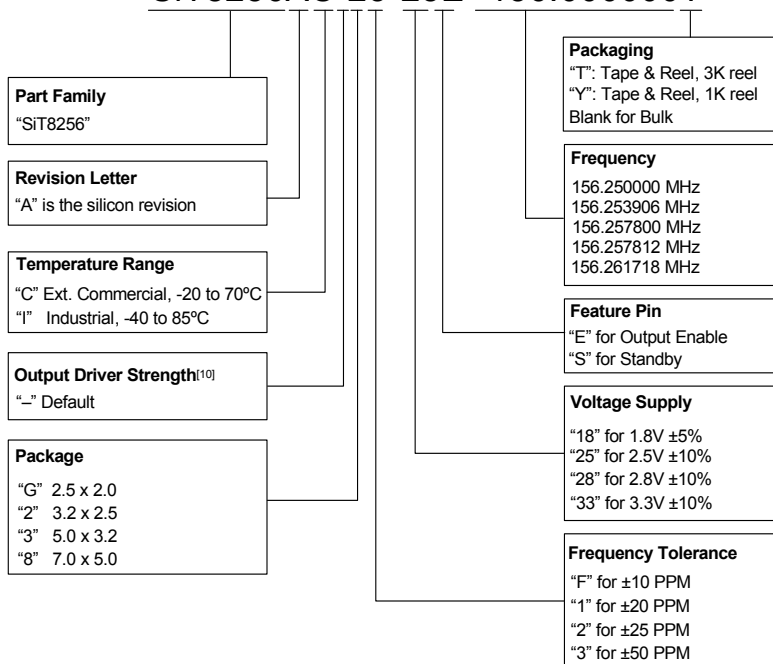 Part Family
“SiT8256”
Revision Letter
“A” is the silicon revision
Temperature Range
“C” Ext. Commercial, -20 to 70ºC
“I” Industrial, -40 to 85ºC
Output Driver Strength[10]
“–” Default
Package
“G” 2.5 x 2.0
“2” 3.2 x 2.5
“3” 5.0 x 3.2
“8” 7.0 x 5.0
Packaging
“T”: Tape & Reel, 3K reel
“Y”: Tape & Reel, 1K reel
Blank for Bulk
Frequency
156.250000 MHz
156.253906 MHz
156.257800 MHz
156.257812 MHz
156.261718 MHz
Feature Pin
“E” for Output Enable
“S” for Standby
Voltage Supply
“18” for 1.8V ±5%
“25” for 2.5V ±10%
“28” for 2.8V ±10%
“33” for 3.3V ±10%
Frequency Tolerance
“F” for ±10 PPM
“1” for ±20 PPM
“2” for ±25 PPM
“3” for ±50 PPM